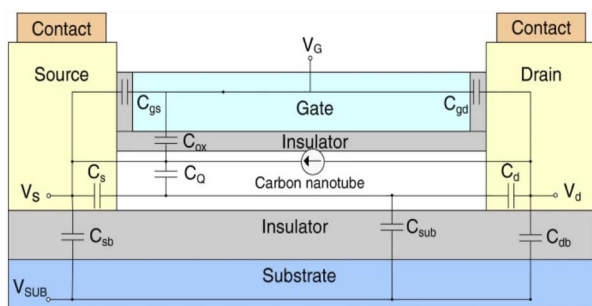 Contact
Contact
V_G
Source
Drain
C_gs
C_gd
Gate
C_ox
Insulator
C_s
C_Q
Carbon nanotube
C_d
V_S
V_d
C_sb
Insulator
C_sub
C_db
Substrate
V_SUB